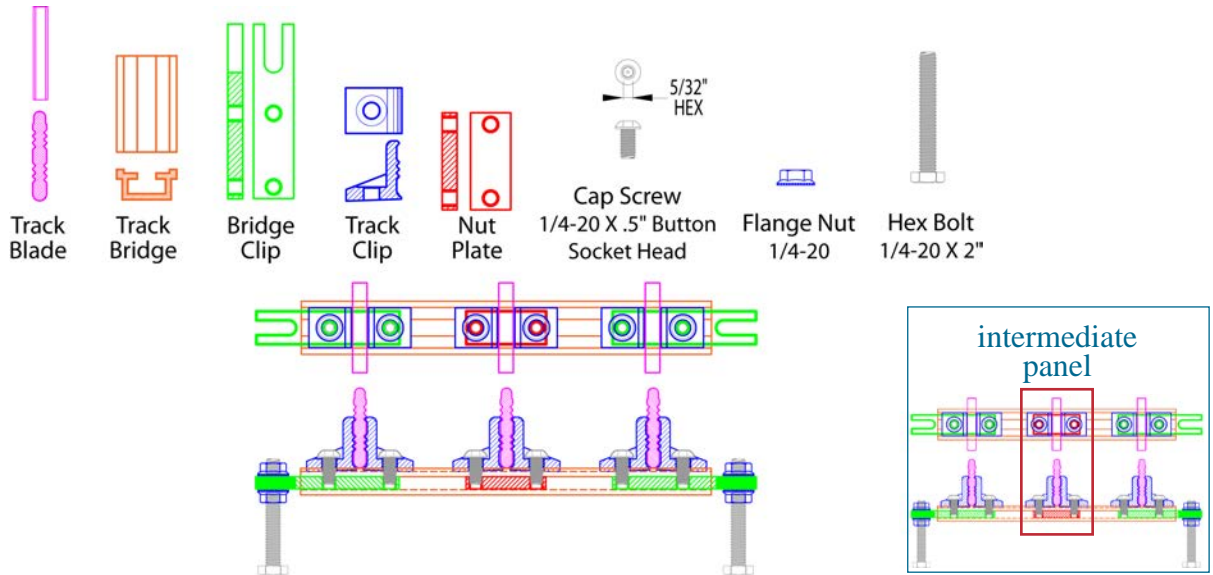 5/32"
HEX
Track
Blade
Track
Bridge
Bridge
Clip
Track
Clip
Nut
Plate
Cap Screw
1/4-20 X .5" Button
Socket Head
Flange Nut
1/4-20
Hex Bolt
1/4-20 X 2"
intermediate
panel